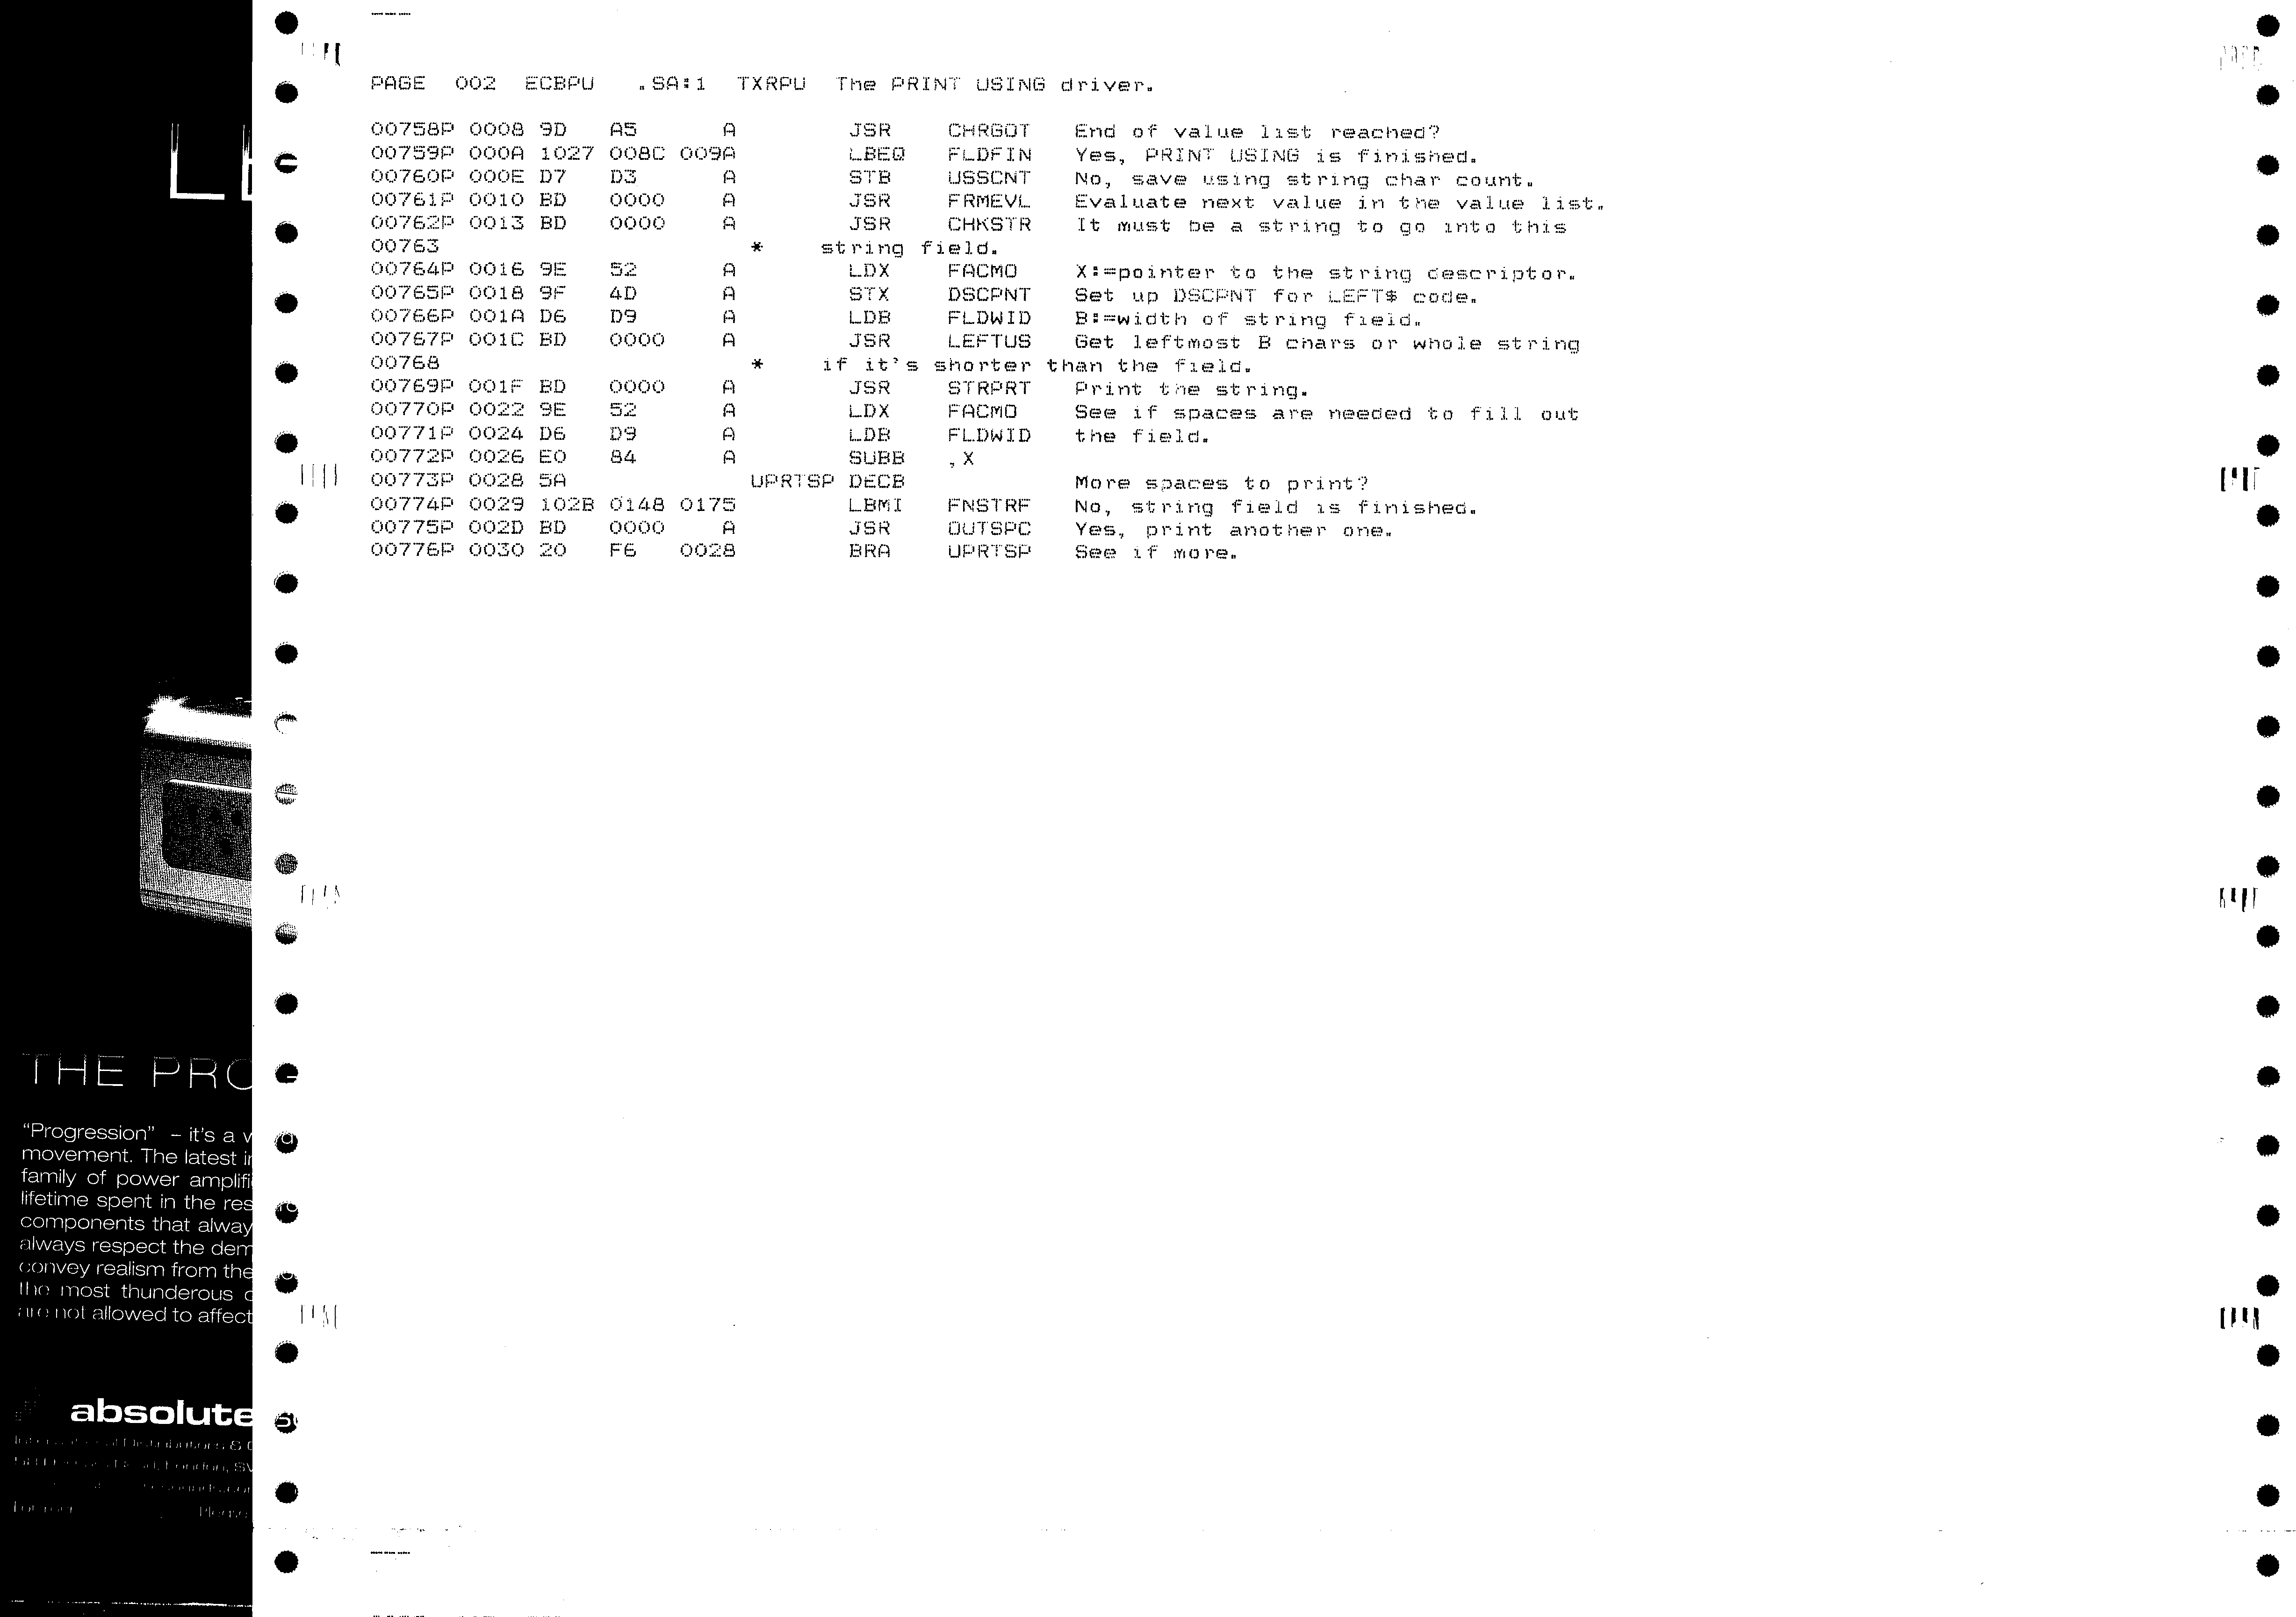 PAGE  002  ECBPU   .SA:1  TXRPU  The PRINT USING driver.
00758P 0008 9D   A5      A        JSR    CHRGOT   End of value list reached?
00759P 000A 1027 008C 009A        LBEQ   FLDFIN   Yes, PRINT USING is finished.
00760P 000E D7   D3      A        STB    USSCNT   No, save using string char count.
00761P 0010 BD   0000    A        JSR    FRMEVL   Evaluate next value in the value list.
00762P 0013 BD   0000    A        JSR    CHKSTR   It must be a string to go into this
00763                      *    string field.
00764P 0016 9E   52      A        LDX    FACMO    X:=pointer to the string descriptor.
00765P 0018 9F   4D      A        STX    DSCPNT   Set up DSCPNT for LEFT$ code.
00766P 001A D6   D9      A        LDB    FLDWID   B:=width of string field.
00767P 001C BD   0000    A        JSR    LEFTUS   Get leftmost B chars or whole string
00768                      *    if it's shorter than the field.
00769P 001F BD   0000    A        JSR    STRPRT   Print the string.
00770P 0022 9E   52      A        LDX    FACMO    See if spaces are needed to fill out
00771P 0024 D6   D9      A        LDB    FLDWID   the field.
00772P 0026 E0   84      A        SUBB   ,X
00773P 0028 5A             UPRTSP DECB            More spaces to print?
00774P 0029 102B 0148 0175        LBMI   FNSTRF   No, string field is finished.
00775P 002D BD   0000    A        JSR    OUTSPC   Yes, print another one.
00776P 0030 20   F6   0028        BRA    UPRTSP   See if more.
THE PRO
"Progression" – it's a w
movement. The latest in
family of power amplifi
lifetime spent in the res
components that alway
always respect the dem
convey realism from the
the most thunderous c
are not allowed to affect
absolute
London, SW
Please